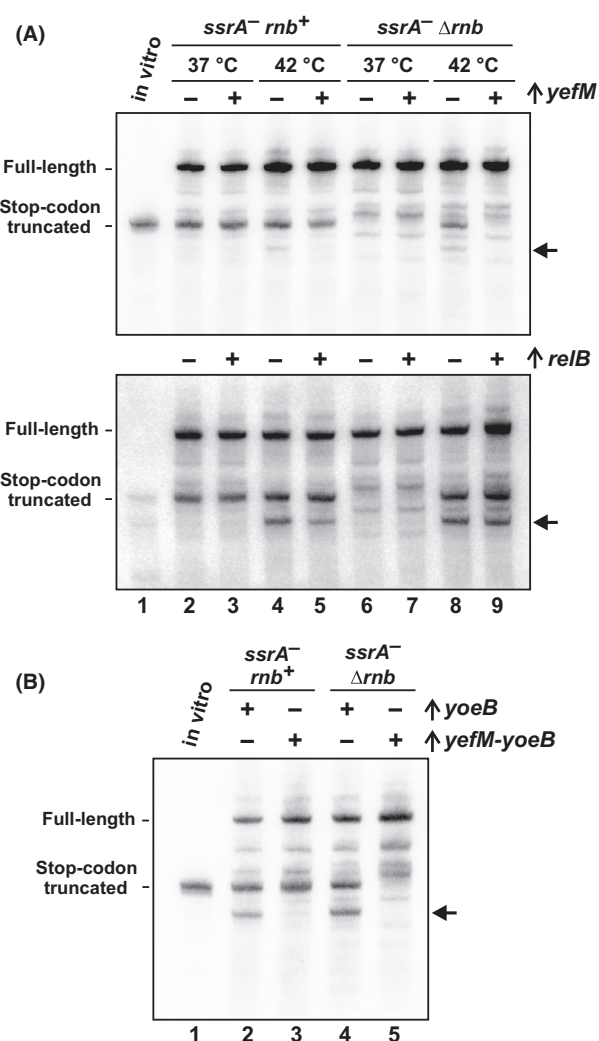 (A)
ssrA– rnb+ ssrA– Δrnb
in vitro 37 °C 42 °C 37 °C 42 °C
– + – + – + – + ↑ yefM
Full-length
Stop-codon
truncated
– + – + – + – + ↑ relB
Full-length
Stop-codon
truncated
1 2 3 4 5 6 7 8 9
(B)
ssrA– ssrA–
rnb+ Δrnb
in vitro + – + – ↑ yoeB
– + – + ↑ yefM-yoeB
Full-length
Stop-codon
truncated
1 2 3 4 5